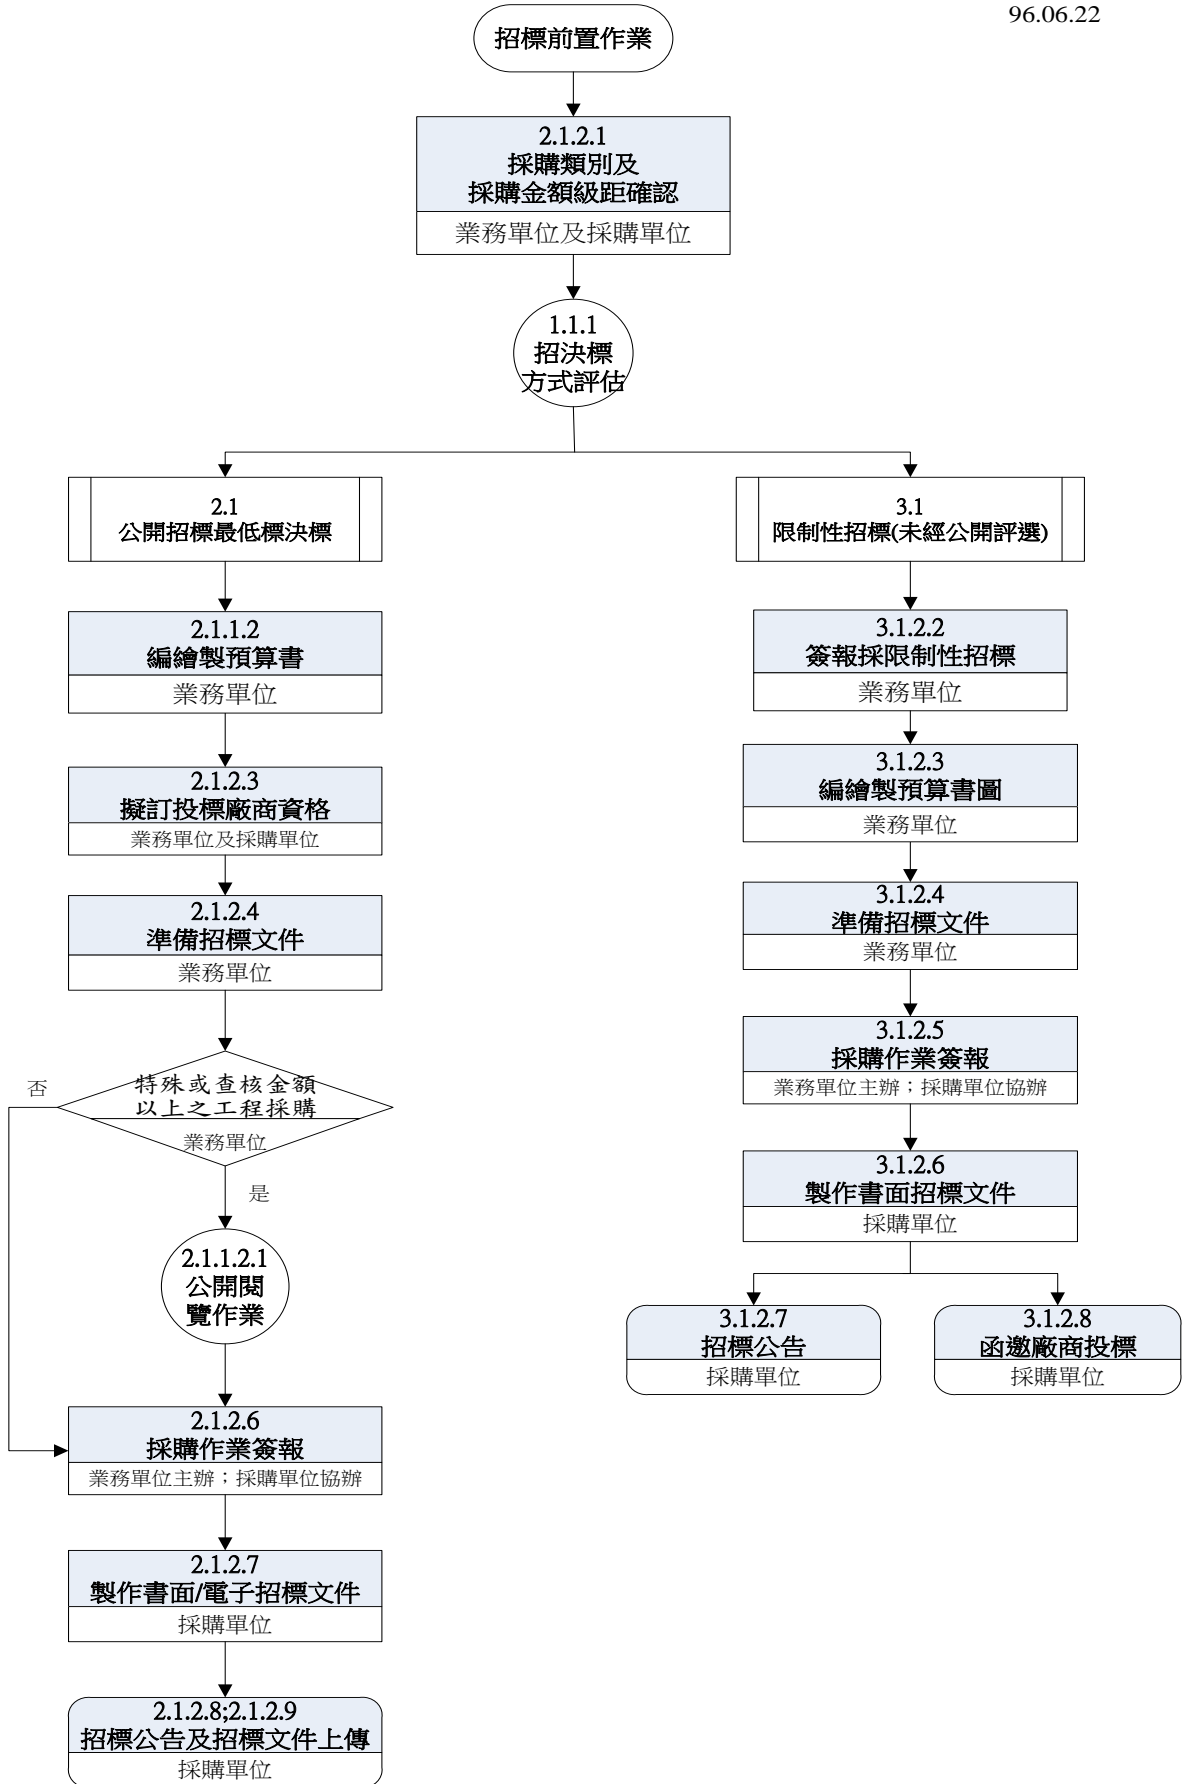 96.06.22
招標前置作業
2.1.2.1
採購類別及
採購金額級距確認
業務單位及採購單位
1.1.1
招決標
方式評估
2.1
公開招標最低標決標
2.1.1.2
編繪製預算書
業務單位
2.1.2.3
擬訂投標廠商資格
業務單位及採購單位
2.1.2.4
準備招標文件
業務單位
特殊或查核金額
以上之工程採購
業務單位
否
是
2.1.1.2.1
公開閱
覽作業
2.1.2.6
採購作業簽報
業務單位主辦；採購單位協辦
2.1.2.7
製作書面/電子招標文件
採購單位
2.1.2.8;2.1.2.9
招標公告及招標文件上傳
採購單位
3.1
限制性招標(未經公開評選)
3.1.2.2
簽報採限制性招標
業務單位
3.1.2.3
編繪製預算書圖
業務單位
3.1.2.4
準備招標文件
業務單位
3.1.2.5
採購作業簽報
業務單位主辦；採購單位協辦
3.1.2.6
製作書面招標文件
採購單位
3.1.2.7
招標公告
採購單位
3.1.2.8
函邀廠商投標
採購單位